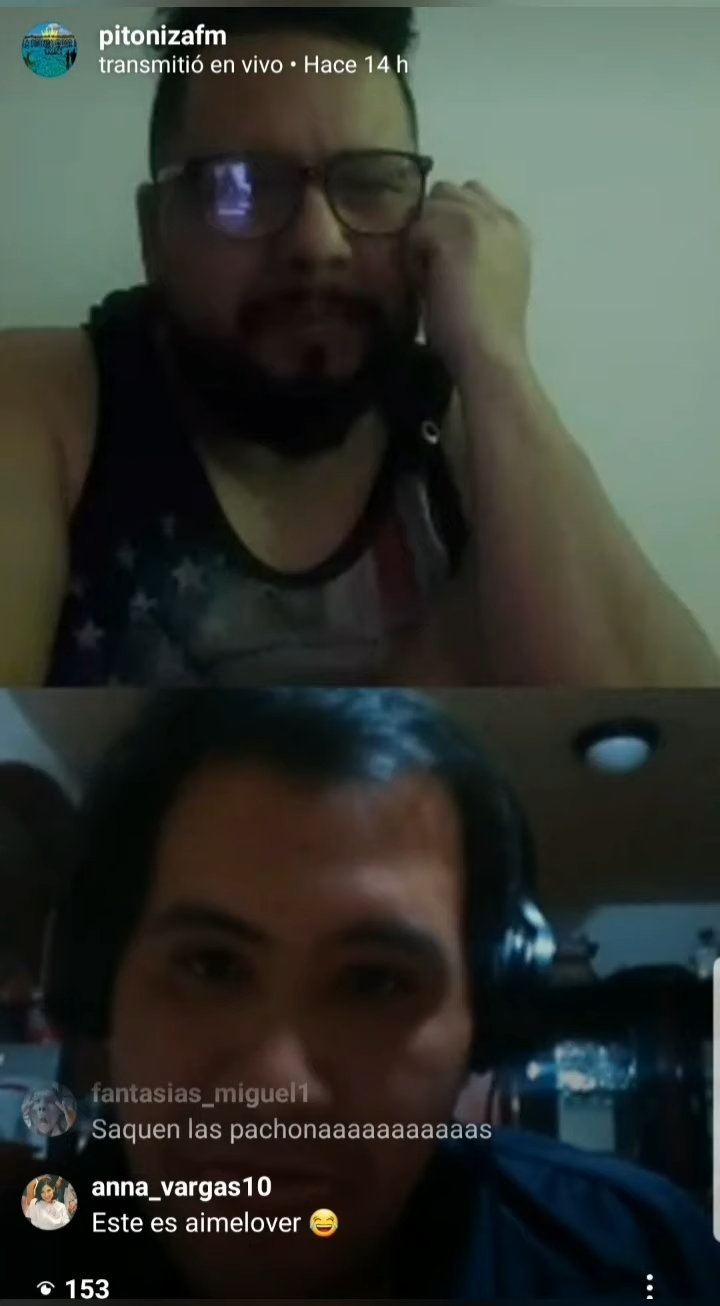 pitonizafm
transmitió en vivo • Hace 14 h
fantasias_miguel1
Saquen las pachonaaaaaaaaaaas
anna_vargas10
Este es aimelover 😂
153